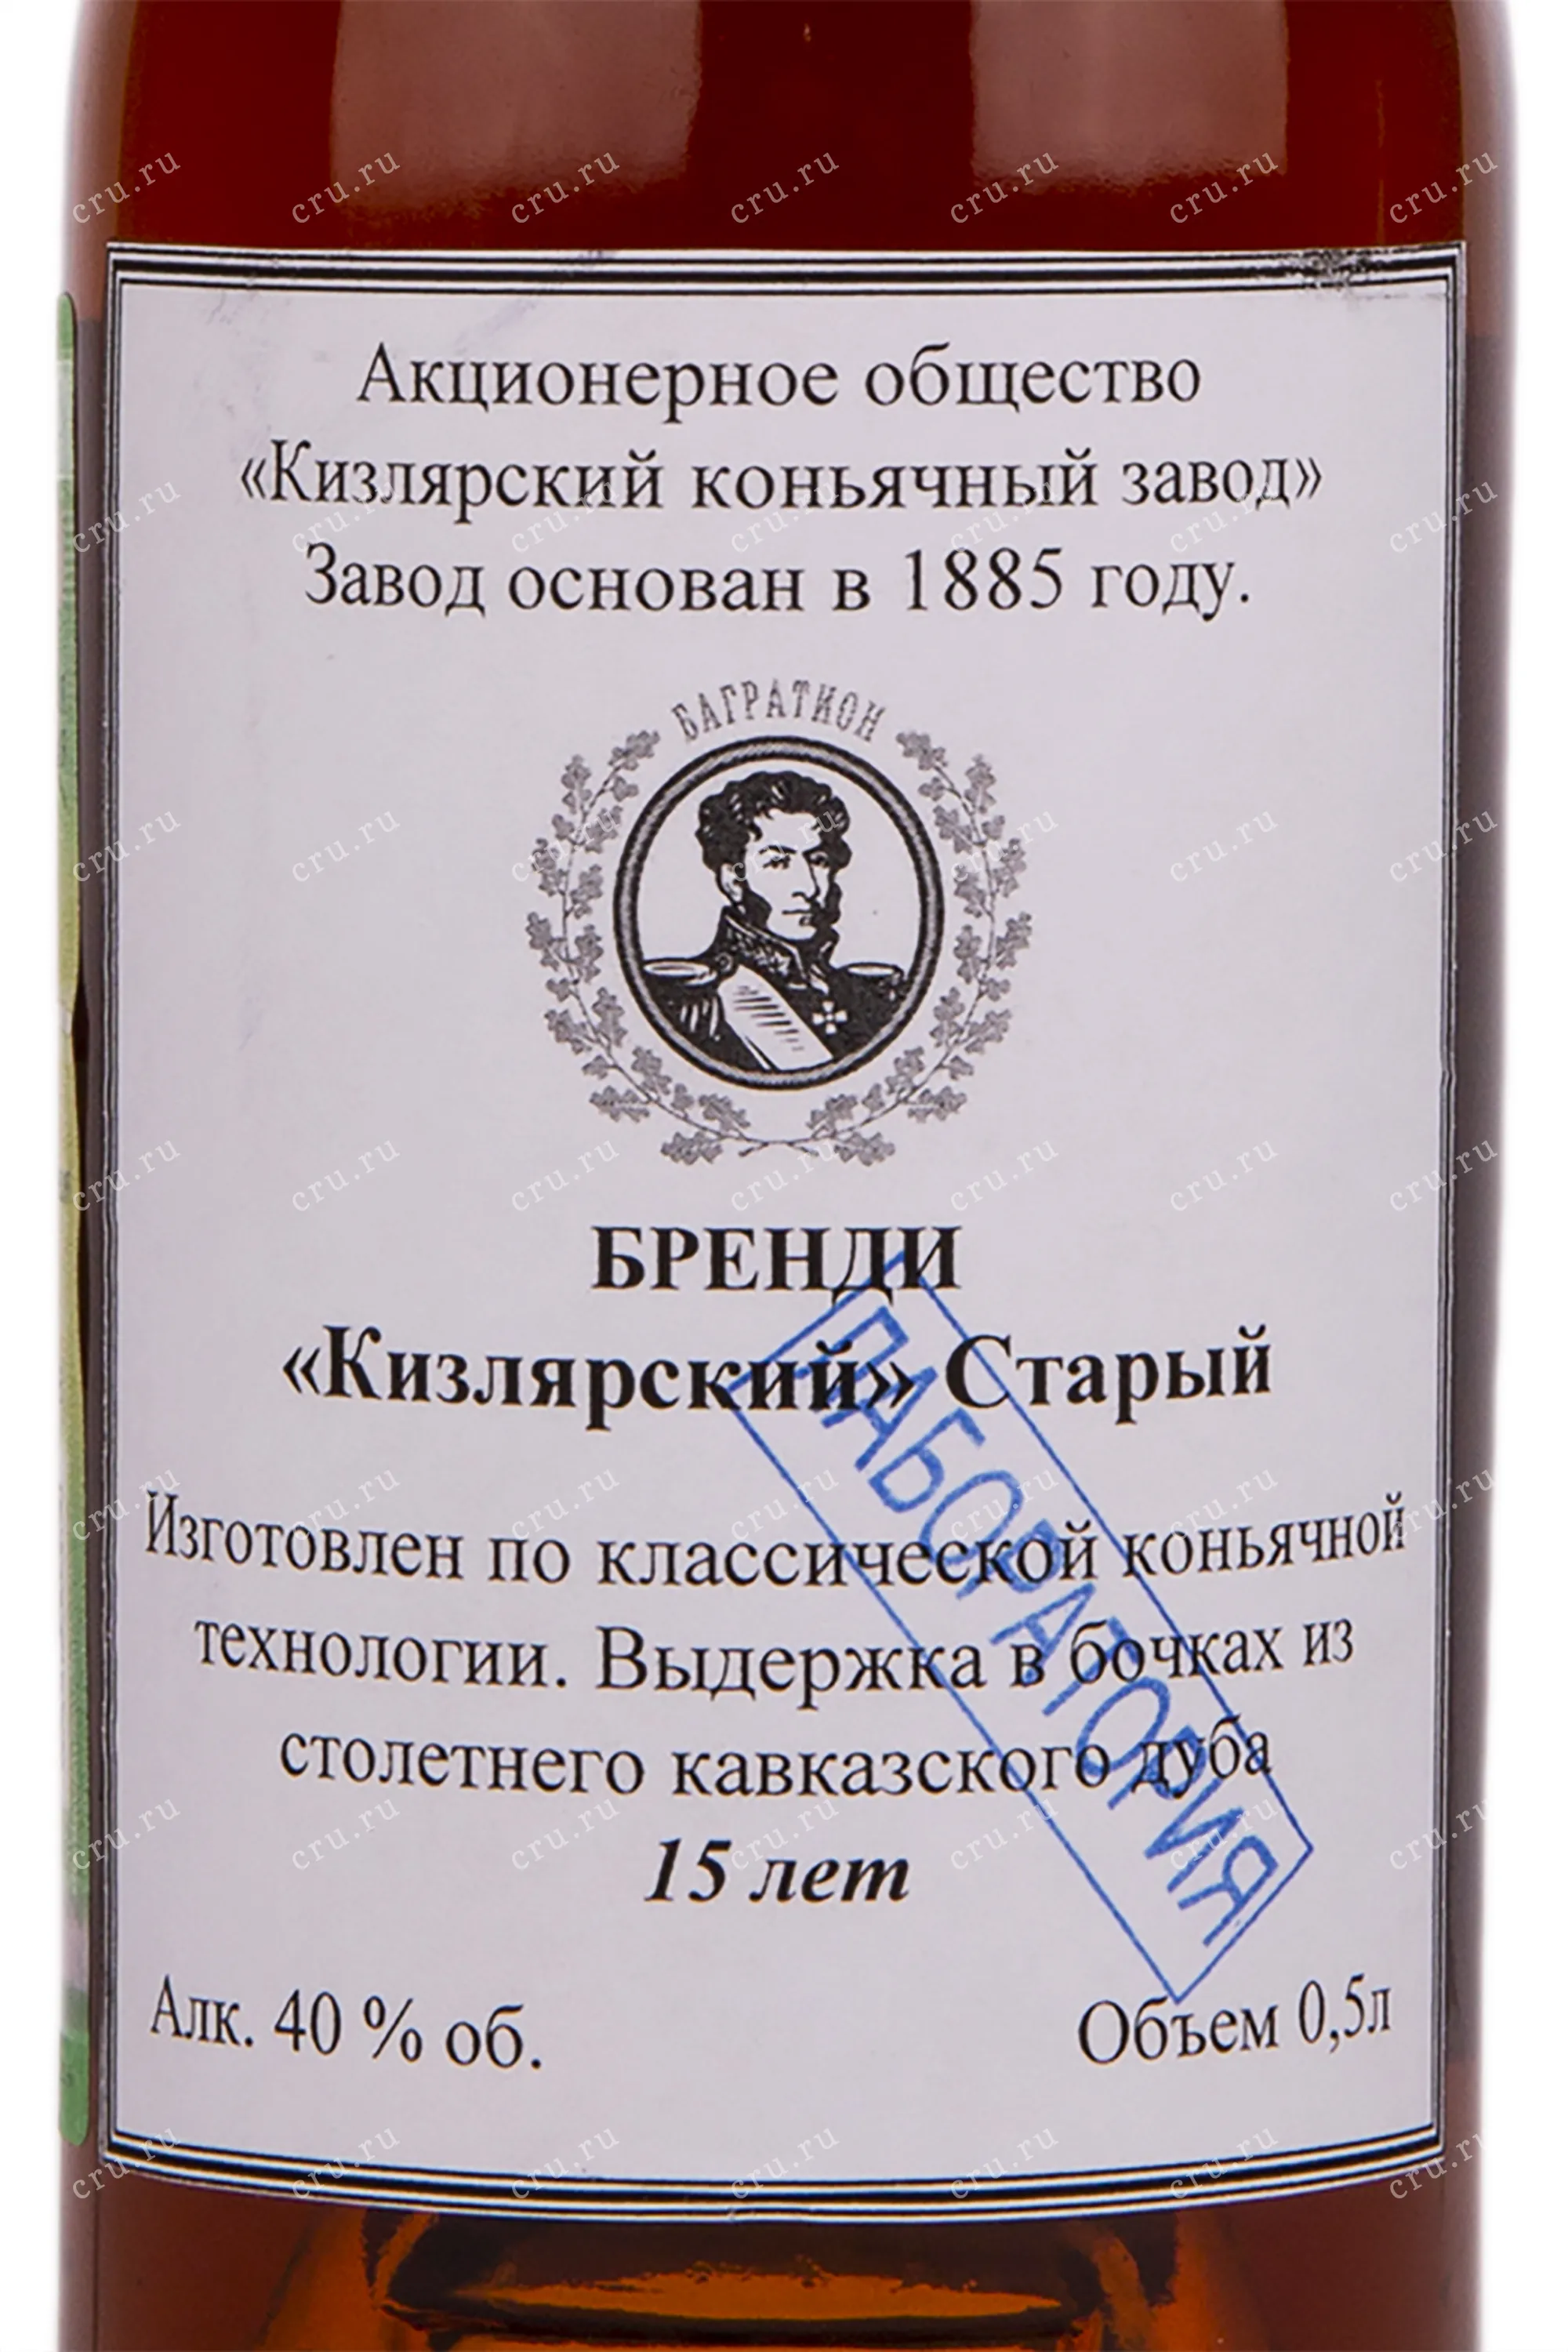 Акционерное общество
«Кизлярский коньячный завод»
Завод основан в 1885 году.
БАГРАТИОН
БРЕНДИ
«Кизлярский» Старый
ЛАБОРАТОРИЯ
Изготовлен по классической коньячной
технологии. Выдержка в бочках из
столетнего кавказского дуба
15 лет
Алк. 40 % об.
Объем 0,5л
cru.ru